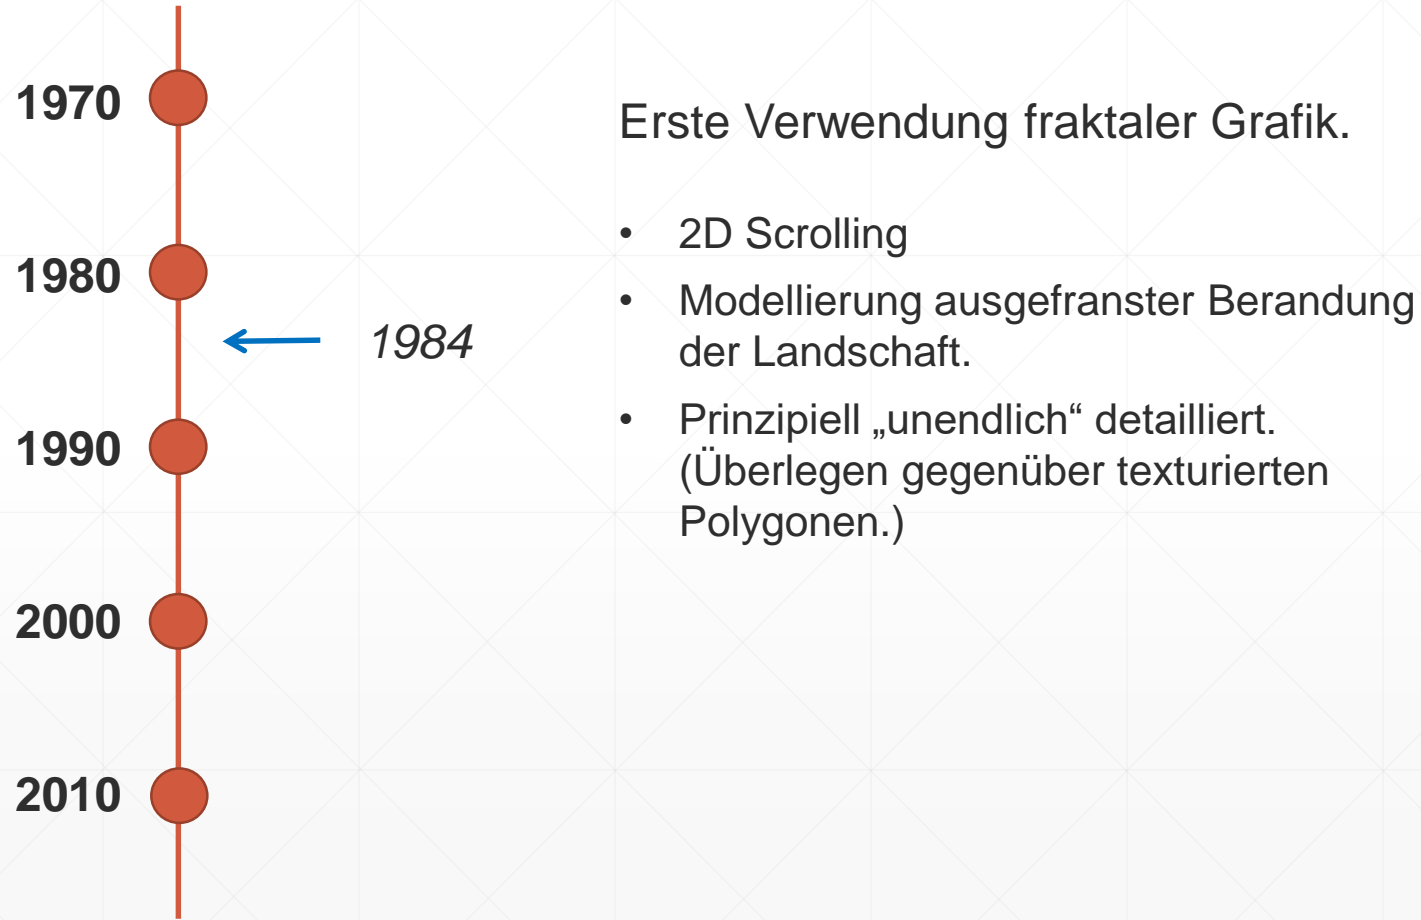 1970
1980
1984
1990
2000
2010
Erste Verwendung fraktaler Grafik.
• 2D Scrolling
• Modellierung ausgefranster Berandung
der Landschaft.
• Prinzipiell „unendlich“ detailliert.
(Überlegen gegenüber texturierten
Polygonen.)